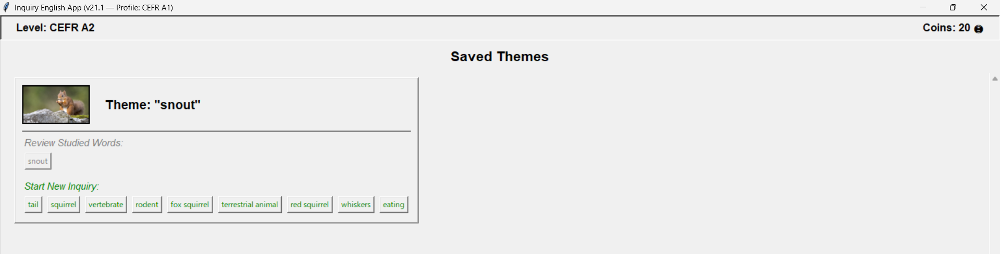 Inquiry English App (v21.1 — Profile: CEFR A1)
Level: CEFR A2
Coins: 20
Saved Themes
Theme: "snout"
Review Studied Words:
snout
Start New Inquiry:
tail squirrel vertebrate rodent fox squirrel terrestrial animal red squirrel whiskers eating